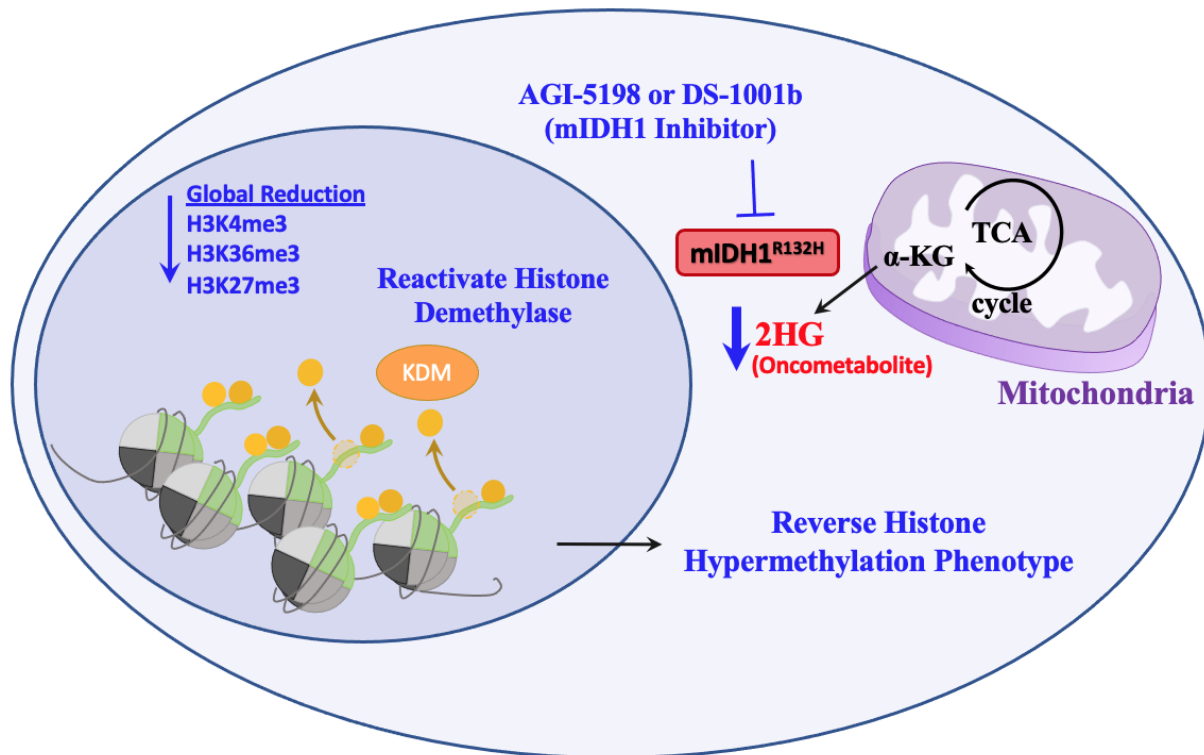 AGI-5198 or DS-1001b
(mIDH1 Inhibitor)
Global Reduction
H3K4me3
H3K36me3
H3K27me3
Reactivate Histone
Demethylase
KDM
mIDH1R132H
2HG
(Oncometabolite)
α-KG
TCA
cycle
Mitochondria
Reverse Histone
Hypermethylation Phenotype